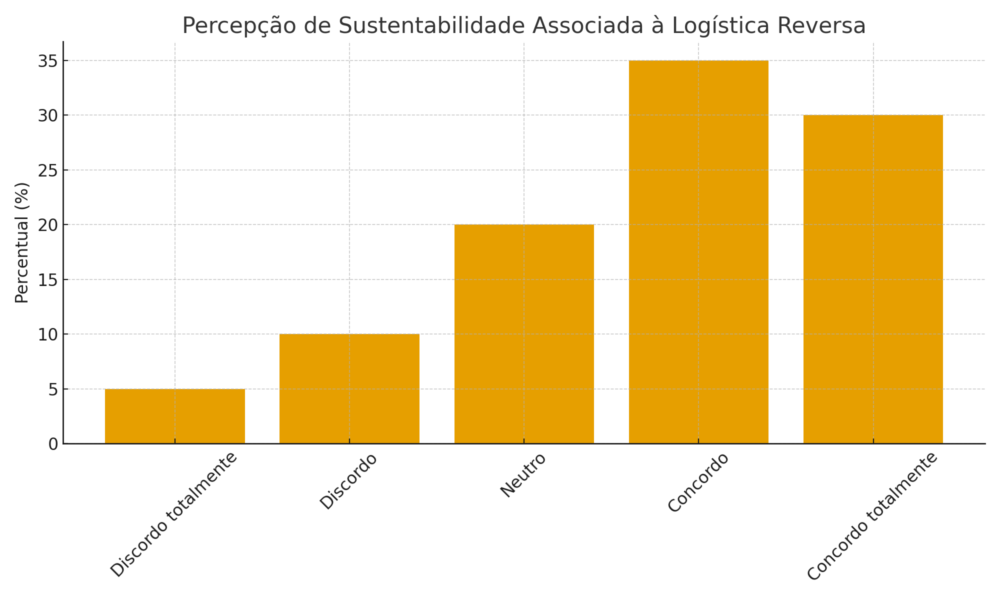 Percepção de Sustentabilidade Associada à Logística Reversa
Percentual (%)
35
30
25
20
15
10
5
0
Discordo totalmente
Discordo
Neutro
Concordo
Concordo totalmente